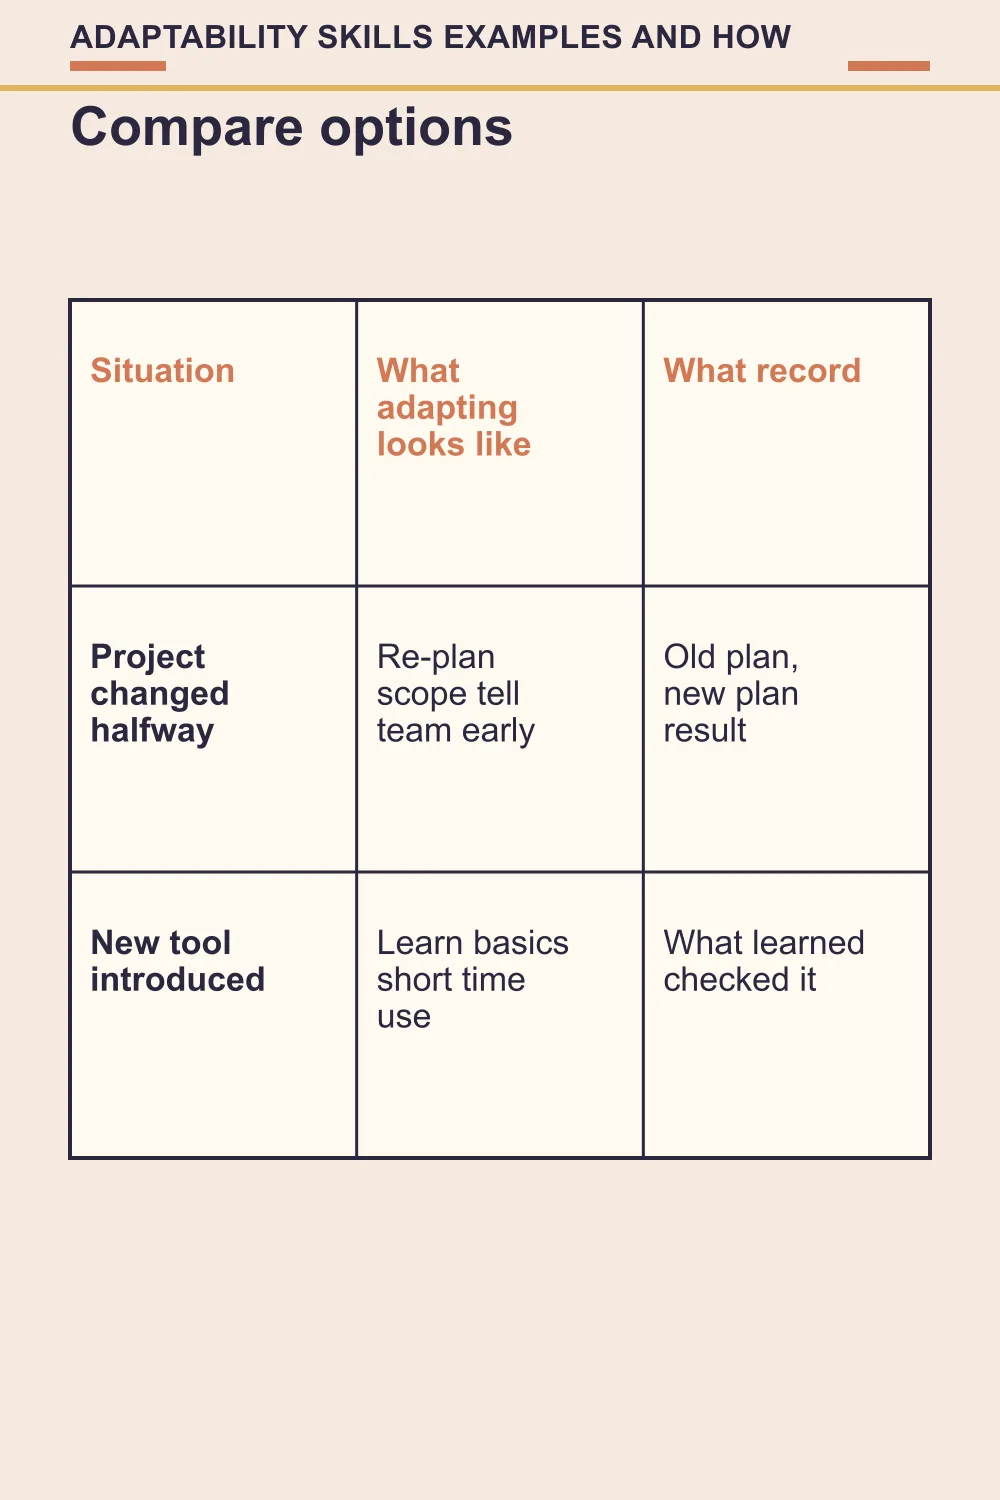 ADAPTABILITY SKILLS EXAMPLES AND HOW
Compare options
Situation
What
adapting
looks like
What record
Project
changed
halfway
Re-plan
scope tell
team early
Old plan,
new plan
result
New tool
introduced
Learn basics
short time
use
What learned
checked it